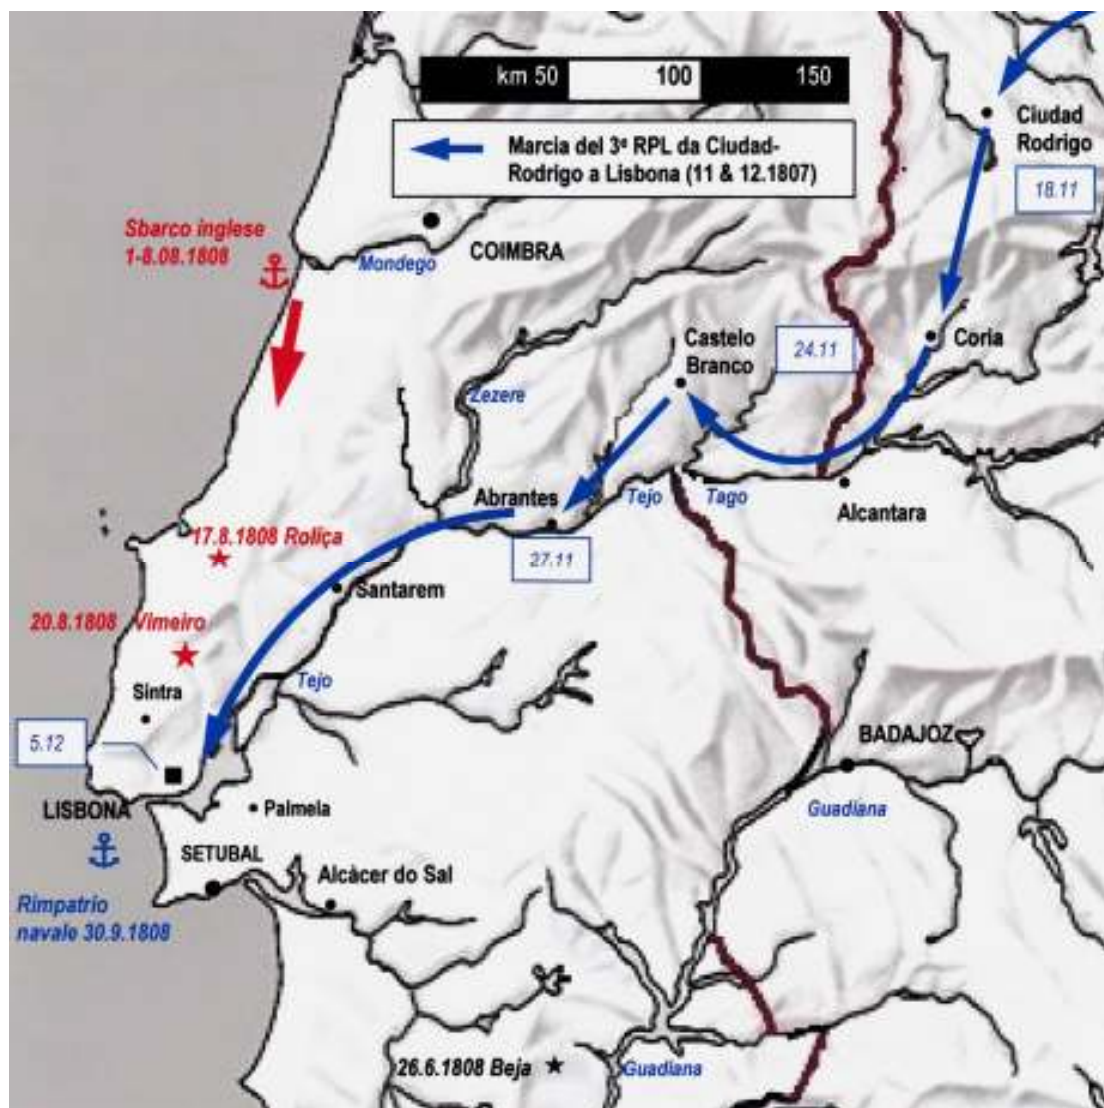 km 50 100 150
Marcia del 3º RPL da Ciudad-
Rodrigo a Lisbona (11 & 12.1807)
Ciudad
Rodrigo
18.11
Sbarco inglese
1-8.08.1808
COIMBRA
Mondego
Castelo
Branco
24.11
Coria
Zezere
Abrantes
Tejo
Tago
Alcantara
17.8.1808 Roliça
27.11
Santarem
20.8.1808 Vimeiro
Tejo
Sintra
5.12
BADAJOZ
LISBONA
Palmela
Guadiana
SETUBAL
Alcàcer do Sal
Rimpatrio
navale 30.9.1808
26.6.1808 Beja
Guadiana